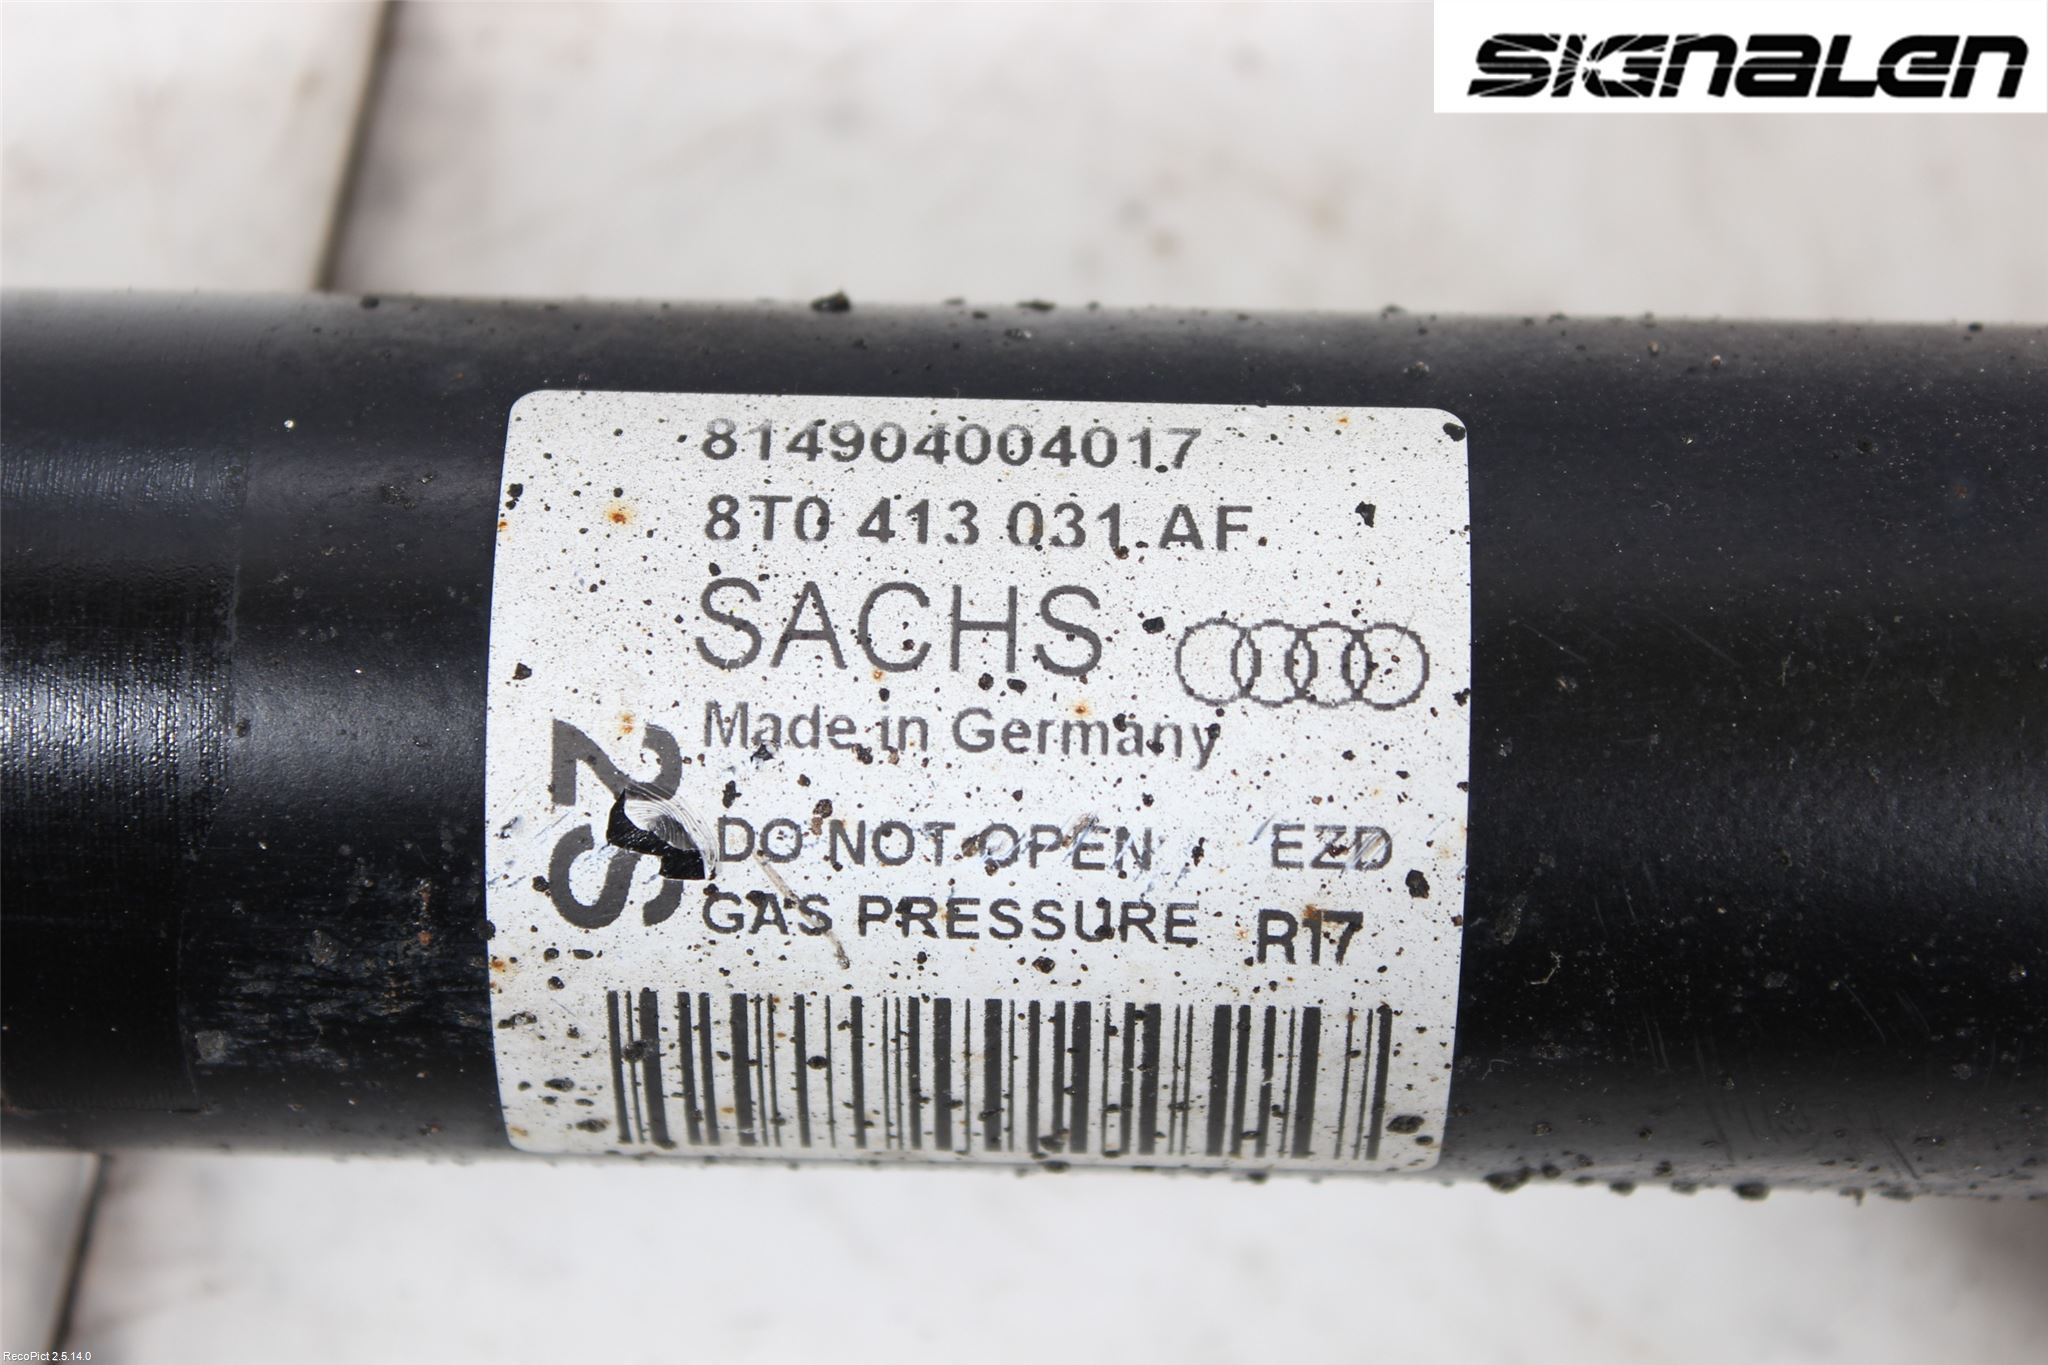 SIGNALEN
814904004017
8T0 413 031 AF
SACHS
Made in Germany
2S
DO NOT OPEN EZD
GAS PRESSURE R17
RecoPict 2.5.14.0